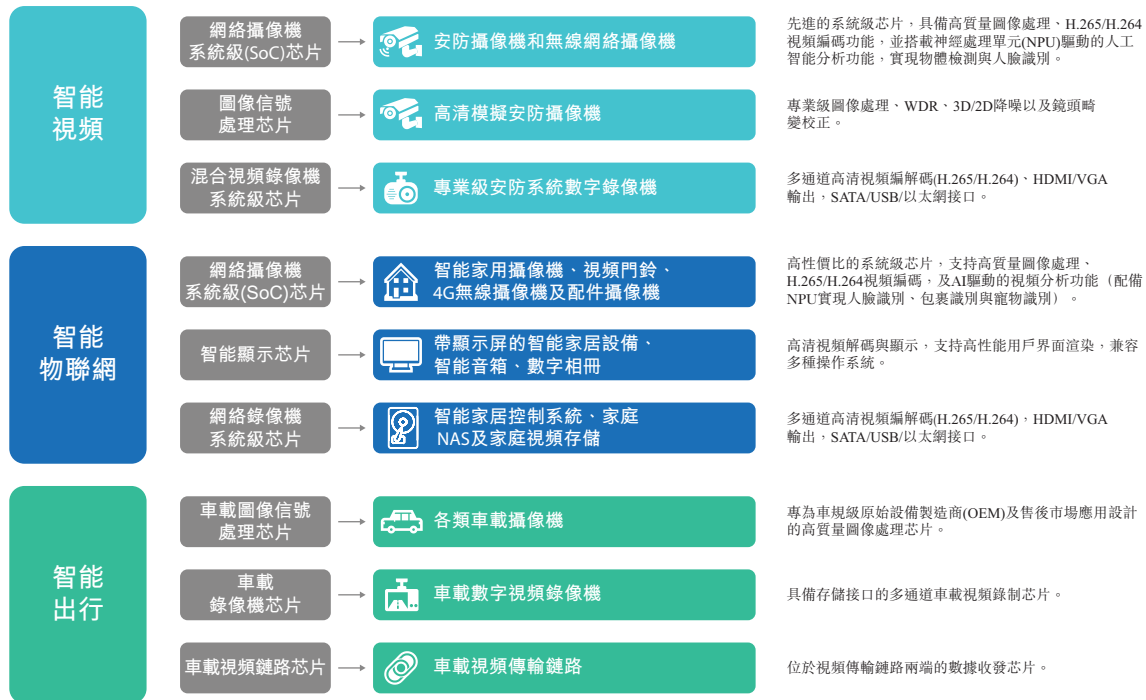 智能
視頻
網絡攝像機
系統級(SoC)芯片
安防攝像機和無線網絡攝像機
先進的系統級芯片，具備高質量圖像處理、H.265/H.264
視頻編碼功能，並搭載神經處理單元(NPU)驅動的人工
智能分析功能，實現物體檢測與人臉識別。
圖像信號
處理芯片
高清模擬安防攝像機
專業級圖像處理、WDR、3D/2D降噪以及鏡頭畸
變校正。
混合視頻錄像機
系統級芯片
專業級安防系統數字錄像機
多通道高清視頻編解碼(H.265/H.264)、HDMI/VGA
輸出，SATA/USB/以太網接口。
智能
物聯網
網絡攝像機
系統級(SoC)芯片
智能家用攝像機、視頻門鈴、
4G無線攝像機及配件攝像機
高性價比的系統級芯片，支持高質量圖像處理、
H.265/H.264視頻編碼，及AI驅動的視頻分析功能（配備
NPU實現人臉識別、包裹識別與寵物識別）。
智能顯示芯片
帶顯示屏的智能家居設備、
智能音箱、數字相冊
高清視頻解碼與顯示，支持高性能用戶界面渲染，兼容
多種操作系統。
網絡錄像機
系統級芯片
智能家居控制系統、家庭
NAS及家庭視頻存儲
多通道高清視頻編解碼(H.265/H.264)，HDMI/VGA
輸出，SATA/USB/以太網接口。
智能
出行
車載圖像信號
處理芯片
各類車載攝像機
專為車規級原始設備製造商(OEM)及售後市場應用設計
的高質量圖像處理芯片。
車載
錄像機芯片
車載數字視頻錄像機
具備存儲接口的多通道車載視頻錄制芯片。
車載視頻鏈路芯片
車載視頻傳輸鏈路
位於視頻傳輸鏈路兩端的數據收發芯片。